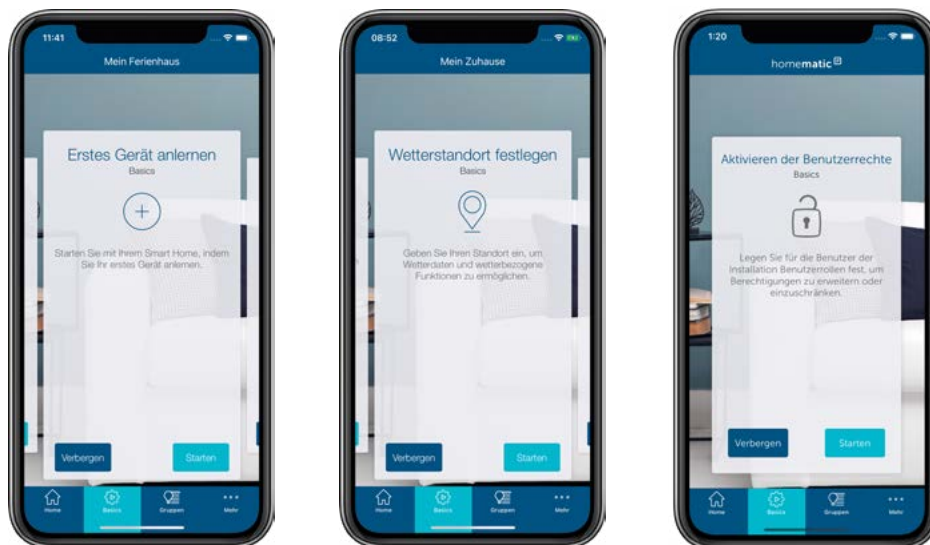 11:41
Mein Ferienhaus
Erstes Gerät anlernen
Basics
Starten Sie mit Ihrem Smart Home, indem
Sie Ihr erstes Gerät anlernen.
Verbergen
Starten
Home
Basics
Gruppen
Mehr
08:52
Mein Zuhause
Wetterstandort festlegen
Basics
Geben Sie Ihren Standort ein, um
Wetterdaten und wetterbezogene
Funktionen zu ermöglichen.
Verbergen
Starten
Home
Basics
Gruppen
Mehr
1:20
homematic IP
Aktivieren der Benutzerrechte
Basics
Legen Sie für die Benutzer der
Installation Benutzerrollen fest, um
Berechtigungen zu erweitern oder
einzuschränken.
Verbergen
Starten
Home
Basics
Gruppen
Mehr